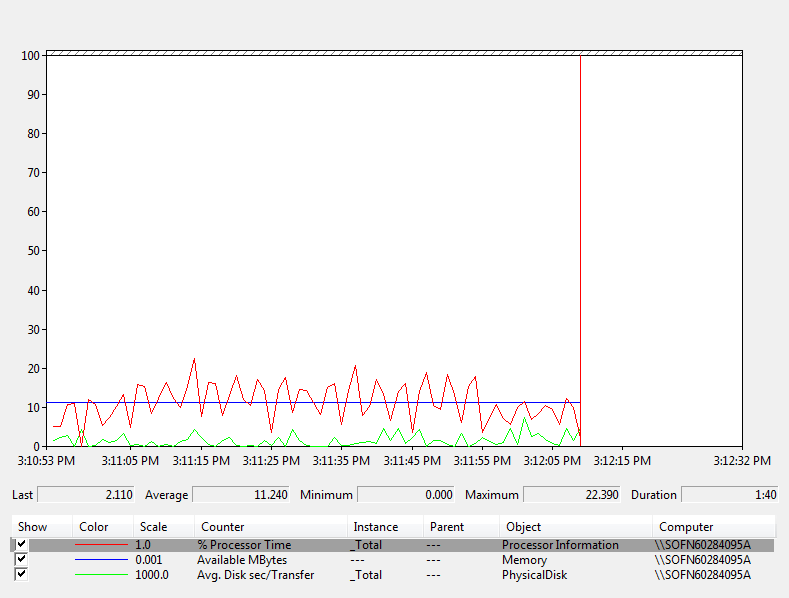 100
90
80
70
60
50
40
30
20
10
0
3:10:53 PM 3:11:05 PM 3:11:15 PM 3:11:25 PM 3:11:35 PM 3:11:45 PM 3:11:55 PM 3:12:05 PM 3:12:15 PM 3:12:32 PM
Last 2.110 Average 11.240 Minimum 0.000 Maximum 22.390 Duration 1:40
Show Color Scale Counter Instance Parent Object Computer
1.0 % Processor Time _Total --- Processor Information \\SOFN60284095A
0.001 Available MBytes --- --- Memory \\SOFN60284095A
1000.0 Avg. Disk sec/Transfer _Total --- PhysicalDisk \\SOFN60284095A